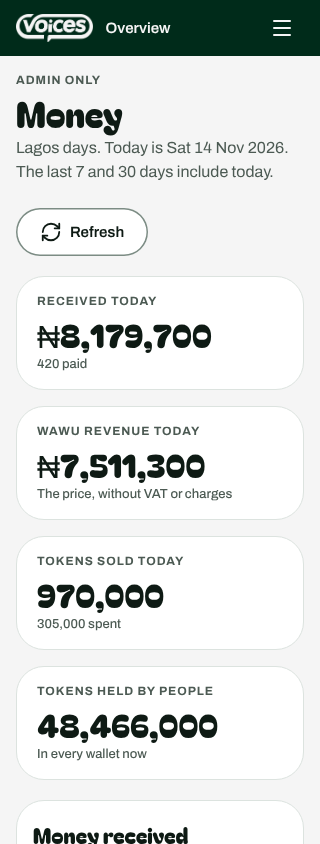 Voices
Overview
ADMIN ONLY
Money
Lagos days. Today is Sat 14 Nov 2026.
The last 7 and 30 days include today.
Refresh
RECEIVED TODAY
₦8,179,700
420 paid
WAWU REVENUE TODAY
₦7,511,300
The price, without VAT or charges
TOKENS SOLD TODAY
970,000
305,000 spent
TOKENS HELD BY PEOPLE
48,466,000
In every wallet now
Money received